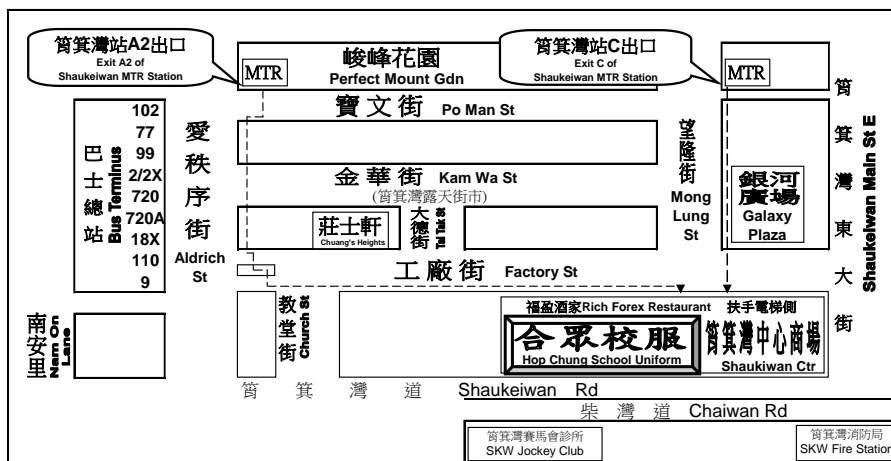 筲箕灣站A2出口
Exit A2 of
Shaukeiwan MTR Station
MTR
峻峰花園
Perfect Mount Gdn
筲箕灣站C出口
Exit C of
Shaukeiwan MTR Station
MTR
寶文街 Po Man St
巴士總站
Bus Terminus
102
77
99
2/2X
720
720A
18X
110
9
愛秩序街
Aldrich
St
金華街 Kam Wa St
(筲箕灣露天街市)
望隆街
Mong
Lung
St
銀河
廣場
Galaxy
Plaza
筲箕灣東大街
Shaukeiwan Main St E
莊士軒
Chuang's Heights
大德街
Tai Tak St
工廠街 Factory St
南安里
Nam On
Lane
教堂街
Church St
福盈酒家Rich Forex Restaurant 扶手電梯側
合眾校服
Hop Chung School Uniform
筲箕灣中心商場
Shaukiwan Ctr
筲箕灣道 Shaukeiwan Rd
柴灣道 Chaiwan Rd
筲箕灣賽馬會診所
SKW Jockey Club
筲箕灣消防局
SKW Fire Station